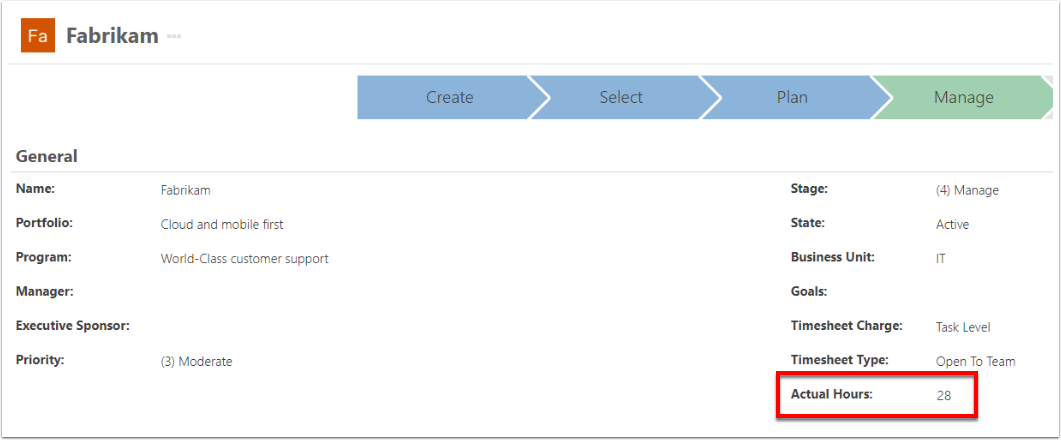 Fa Fabrikam
Create Select Plan Manage
General
Name: Fabrikam
Portfolio: Cloud and mobile first
Program: World-Class customer support
Manager:
Executive Sponsor:
Priority: (3) Moderate
Stage: (4) Manage
State: Active
Business Unit: IT
Goals:
Timesheet Charge: Task Level
Timesheet Type: Open To Team
Actual Hours: 28